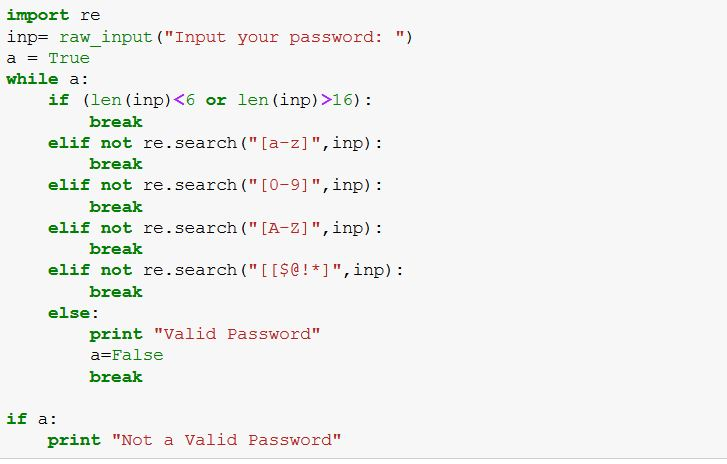 import re
inp= raw_input("Input your password: ")
a = True
while a:
    if (len(inp)<6 or len(inp)>16):
        break
    elif not re.search("[a-z]",inp):
        break
    elif not re.search("[0-9]",inp):
        break
    elif not re.search("[A-Z]",inp):
        break
    elif not re.search("[[$@!*]",inp):
        break
    else:
        print "Valid Password"
        a=False
        break

if a:
    print "Not a Valid Password"